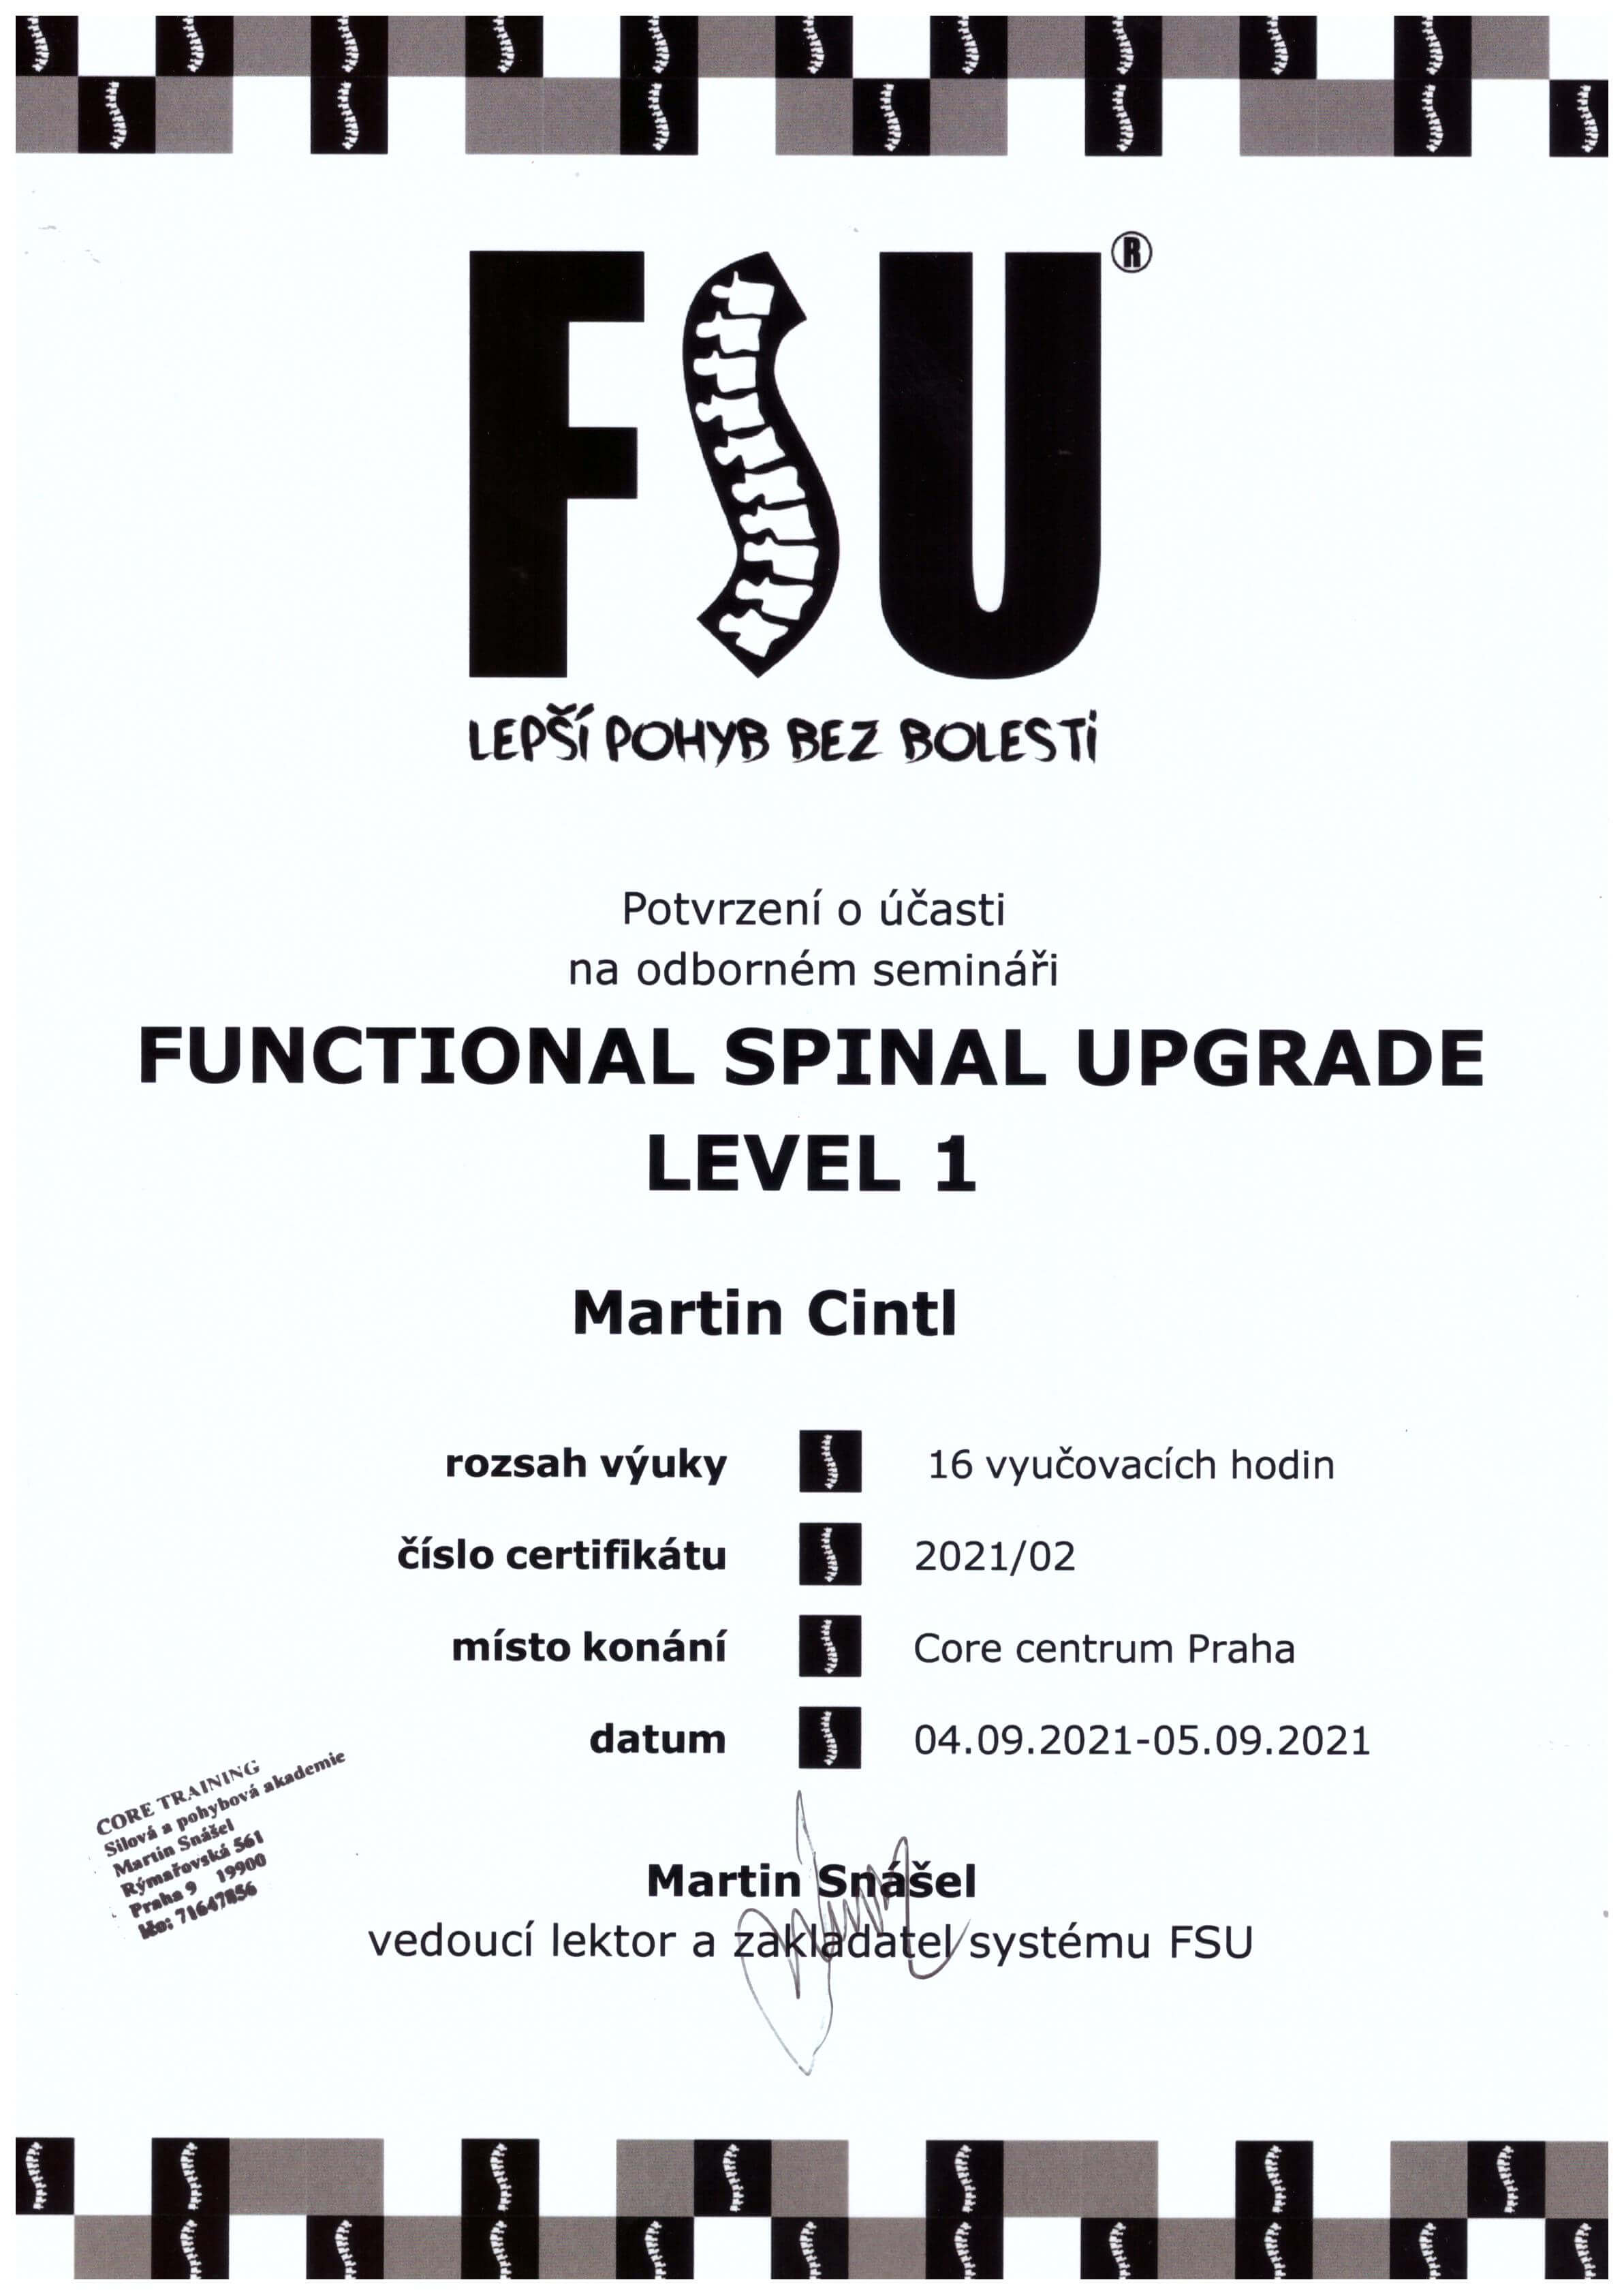 FSU®
LEPŠÍ POHYB BEZ BOLESTI
Potvrzení o účasti
na odborném semináři
FUNCTIONAL SPINAL UPGRADE
LEVEL 1
Martin Cintl
rozsah výuky 16 vyučovacích hodin
číslo certifikátu 2021/02
místo konání Core centrum Praha
datum 04.09.2021-05.09.2021
CORE TRAINING
Silová a pohybová akademie
Martin Snášel
Rýmařovská 561
Praha 9 19900
Ičo: 71647856
Martin Snášel
vedoucí lektor a zakladatel systému FSU